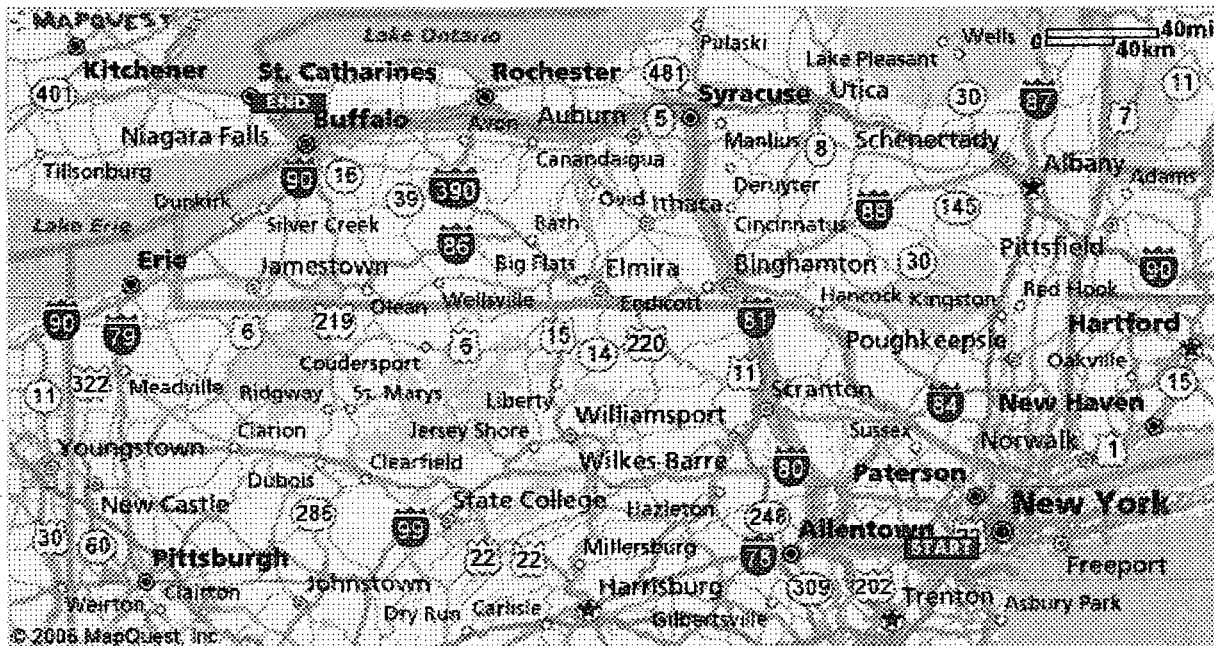 MAPQUEST
Lake Ontario
Pulaski
Wells
0 40mi
40km
Kitchener
St. Catharines
Rochester
481
Lake Pleasant
401
END
Syracuse
Utica
30
87
11
Buffalo
Avon
Auburn
5
7
Niagara Falls
Manlius
8
Schenectady
Albany
Tillsonburg
90
16
Canandaigua
Deruyter
Adams
Dunkirk
39
390
Ovid
Ithaca
88
145
Lake Erie
Silver Creek
Bath
Cincinnatus
Pittsfield
86
Erie
Jamestown
Big Flats
Elmira
Binghamton
30
90
Olean
Wellsville
Endicott
Hancock
Kingston
Red Hook
90
79
6
219
6
15
14
220
81
Poughkeepsie
Hartford
Coudersport
Oakville
11
322
Meadville
Ridgway
St. Marys
Liberty
11
Scranton
84
15
Williamsport
New Haven
Youngstown
Clarion
Jersey Shore
Sussex
Norwalk
1
Clearfield
Wilkes-Barre
80
Paterson
New Castle
Dubois
State College
Hazleton
New York
30
60
286
99
248
Allentown
22
22
Millersburg
78
START
Pittsburgh
Freeport
Johnstown
Harrisburg
309
202
Weirton
Clairton
Dry Run
Carlisle
Gilbertsville
Trenton
Asbury Park
© 2006 MapQuest, Inc